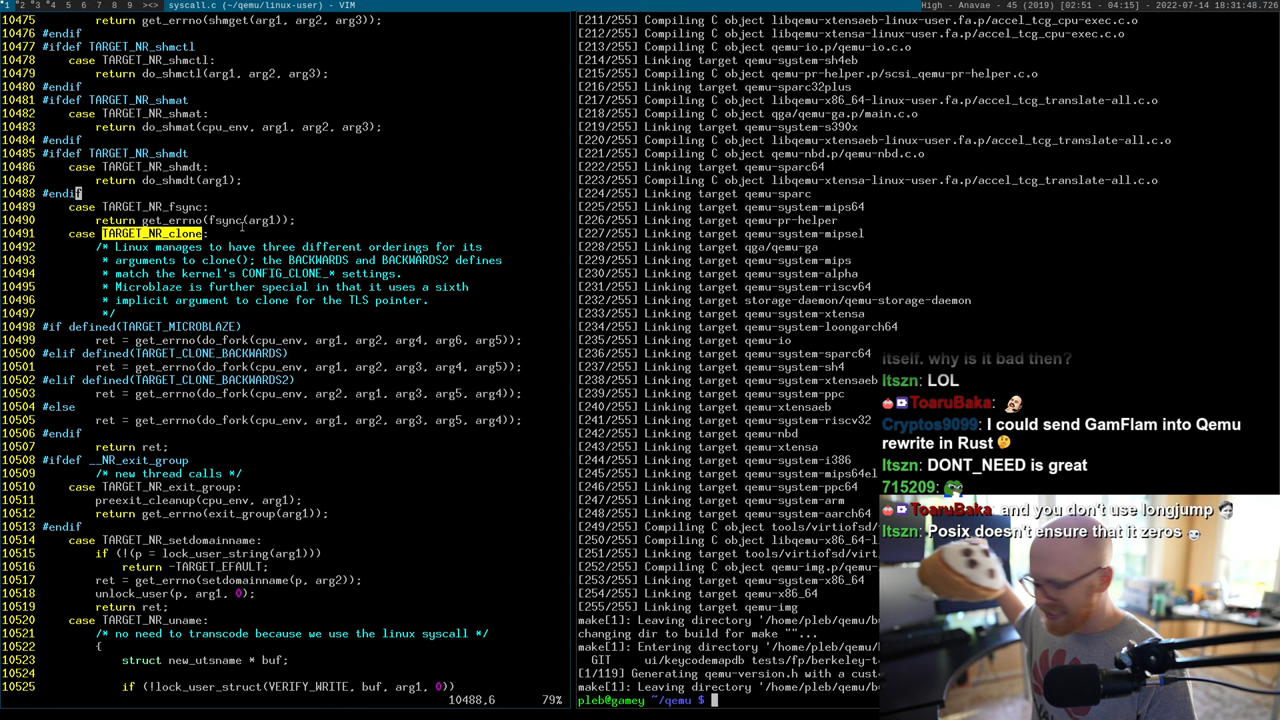 1 2 3 4 5 6 7 8 9 ><> syscall.c (~/qemu/linux-user) - VIM
High - Anavae - 45 (2019) [02:51 - 04:15] - 2022-07-14 18:31:48.726
10475         return get_errno(shmget(arg1, arg2, arg3));
10476 #endif
10477 #ifdef TARGET_NR_shmctl
10478     case TARGET_NR_shmctl:
10479         return do_shmctl(arg1, arg2, arg3);
10480 #endif
10481 #ifdef TARGET_NR_shmat
10482     case TARGET_NR_shmat:
10483         return do_shmat(cpu_env, arg1, arg2, arg3);
10484 #endif
10485 #ifdef TARGET_NR_shmdt
10486     case TARGET_NR_shmdt:
10487         return do_shmdt(arg1);
10488 #endif
10489     case TARGET_NR_fsync:
10490         return get_errno(fsync(arg1));
10491     case TARGET_NR_clone:
10492         /* Linux manages to have three different orderings for its
10493          * arguments to clone(); the BACKWARDS and BACKWARDS2 defines
10494          * match the kernel's CONFIG_CLONE_* settings.
10495          * Microblaze is further special in that it uses a sixth
10496          * implicit argument to clone for the TLS pointer.
10497          */
10498 #if defined(TARGET_MICROBLAZE)
10499         ret = get_errno(do_fork(cpu_env, arg1, arg2, arg4, arg6, arg5));
10500 #elif defined(TARGET_CLONE_BACKWARDS)
10501         ret = get_errno(do_fork(cpu_env, arg1, arg2, arg3, arg4, arg5));
10502 #elif defined(TARGET_CLONE_BACKWARDS2)
10503         ret = get_errno(do_fork(cpu_env, arg2, arg1, arg3, arg5, arg4));
10504 #else
10505         ret = get_errno(do_fork(cpu_env, arg1, arg2, arg3, arg5, arg4));
10506 #endif
10507         return ret;
10508 #ifdef __NR_exit_group
10509         /* new thread calls */
10510     case TARGET_NR_exit_group:
10511         preexit_cleanup(cpu_env, arg1);
10512         return get_errno(exit_group(arg1));
10513 #endif
10514     case TARGET_NR_setdomainname:
10515         if (!(p = lock_user_string(arg1)))
10516             return -TARGET_EFAULT;
10517         ret = get_errno(setdomainname(p, arg2));
10518         unlock_user(p, arg1, 0);
10519         return ret;
10520     case TARGET_NR_uname:
10521         /* no need to transcode because we use the linux syscall */
10522         {
10523             struct new_utsname * buf;
10524
10525             if (!lock_user_struct(VERIFY_WRITE, buf, arg1, 0))
10488,6 79%
[211/255] Compiling C object libqemu-xtensaeb-linux-user.fa.p/accel_tcg_cpu-exec.c.o
[212/255] Compiling C object libqemu-xtensa-linux-user.fa.p/accel_tcg_cpu-exec.c.o
[213/255] Compiling C object qemu-io.p/qemu-io.c.o
[214/255] Linking target qemu-system-sh4eb
[215/255] Compiling C object qemu-pr-helper.p/scsi_qemu-pr-helper.c.o
[216/255] Linking target qemu-sparc32plus
[217/255] Compiling C object libqemu-x86_64-linux-user.fa.p/accel_tcg_translate-all.c.o
[218/255] Compiling C object qga/qemu-ga.p/main.c.o
[219/255] Linking target qemu-system-s390x
[220/255] Compiling C object libqemu-xtensaeb-linux-user.fa.p/accel_tcg_translate-all.c.o
[221/255] Compiling C object qemu-nbd.p/qemu-nbd.c.o
[222/255] Linking target qemu-sparc64
[223/255] Compiling C object libqemu-xtensa-linux-user.fa.p/accel_tcg_translate-all.c.o
[224/255] Linking target qemu-sparc
[225/255] Linking target qemu-system-mips64
[226/255] Linking target qemu-pr-helper
[227/255] Linking target qemu-system-mipsel
[228/255] Linking target qga/qemu-ga
[229/255] Linking target qemu-system-mips
[230/255] Linking target qemu-system-alpha
[231/255] Linking target qemu-system-riscv64
[232/255] Linking target storage-daemon/qemu-storage-daemon
[233/255] Linking target qemu-system-xtensa
[234/255] Linking target qemu-system-loongarch64
[235/255] Linking target qemu-io
[236/255] Linking target qemu-system-sparc64
[237/255] Linking target qemu-system-sh4
[238/255] Linking target qemu-system-xtensaeb
[239/255] Linking target qemu-system-ppc
[240/255] Linking target qemu-xtensaeb
[241/255] Linking target qemu-system-riscv32
[242/255] Linking target qemu-nbd
[243/255] Linking target qemu-xtensa
[244/255] Linking target qemu-system-i386
[245/255] Linking target qemu-system-mips64el
[246/255] Linking target qemu-system-ppc64
[247/255] Linking target qemu-system-arm
[248/255] Linking target qemu-system-aarch64
[249/255] Compiling C object tools/virtiofsd/
[250/255] Compiling C object libqemu-x86_64-l
[251/255] Linking target tools/virtiofsd/virt
[252/255] Compiling C object qemu-img.p/qemu-
[253/255] Linking target qemu-system-x86_64
[254/255] Linking target qemu-x86_64
[255/255] Linking target qemu-img
make[1]: Leaving directory '/home/pleb/qemu/b
changing dir to build for make ""...
make[1]: Entering directory '/home/pleb/qemu/
  GIT     ui/keycodemapdb tests/fp/berkeley-t
[1/119] Generating qemu-version.h with a cust
make[1]: Leaving directory '/home/pleb/qemu/b
pleb@gamey ~/qemu $
itself. why is it bad then?
Itszn: LOL
ToaruBaka:
Cryptos9099: I could send GamFlam into Qemu
rewrite in Rust
Itszn: DONT_NEED is great
715209:
ToaruBaka: and you don't use longjump
Itszn: Posix doesn't ensure that it zeros